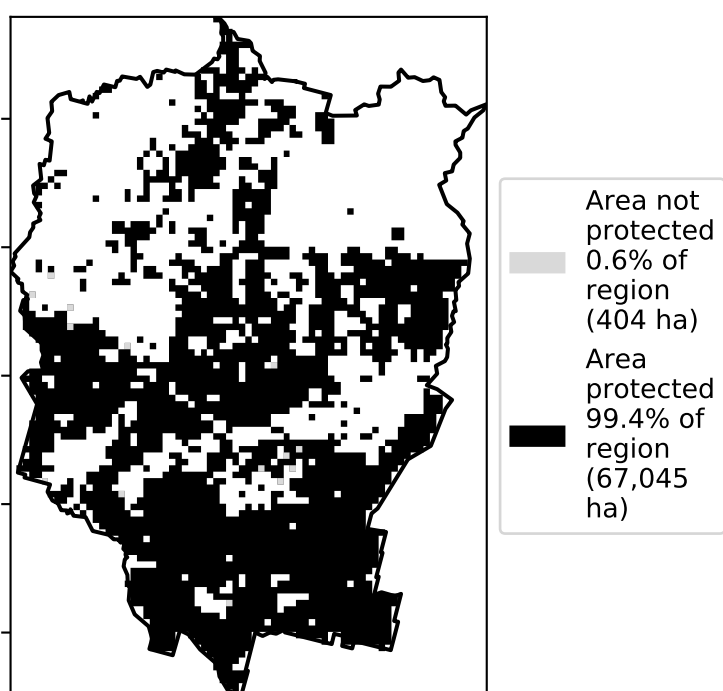 Area not
protected
0.6% of
region
(404 ha)
Area
protected
99.4% of
region
(67,045
ha)